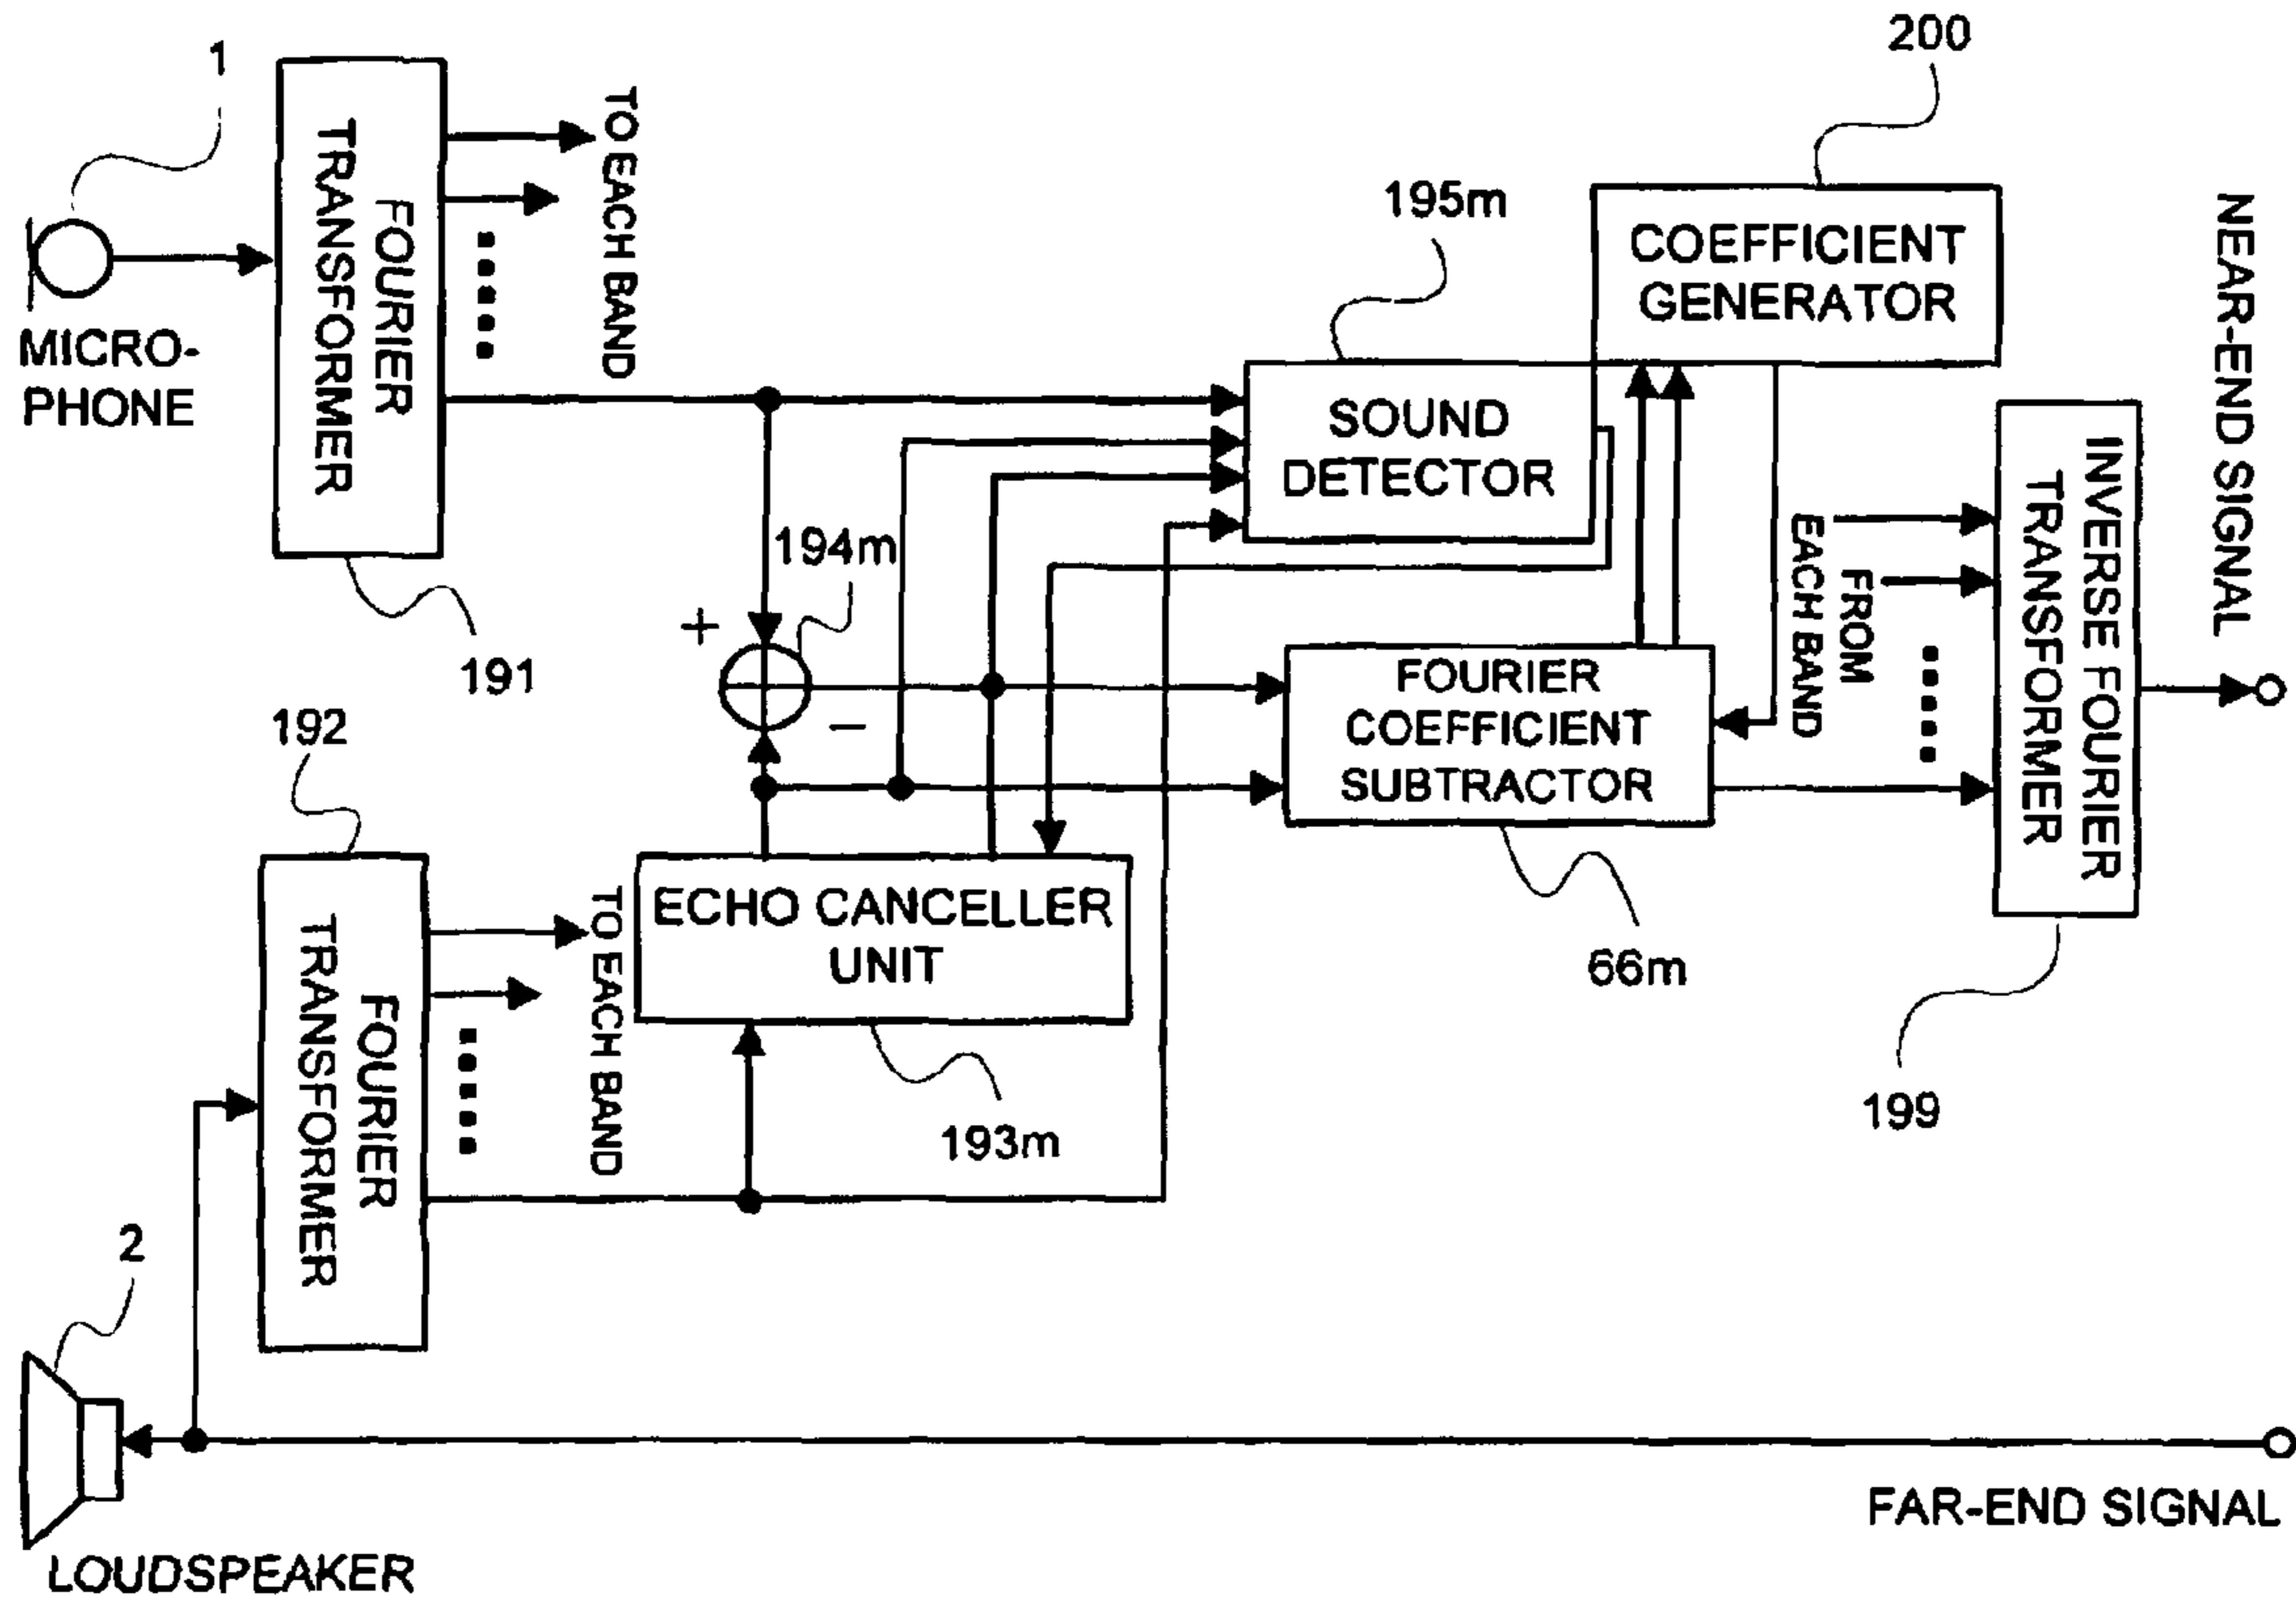 1
MICRO-
PHONE
FOURIER
TRANSFORMER
191
TO EACH BAND
200
COEFFICIENT
GENERATOR
195m
SOUND
DETECTOR
194m
+
−
FOURIER
COEFFICIENT
SUBTRACTOR
66m
FROM
EACH BAND
INVERSE FOURIER
TRANSFORMER
199
NEAR-END SIGNAL
192
FOURIER
TRANSFORMER
TO EACH BAND
ECHO CANCELLER
UNIT
193m
2
LOUDSPEAKER
FAR-END SIGNAL